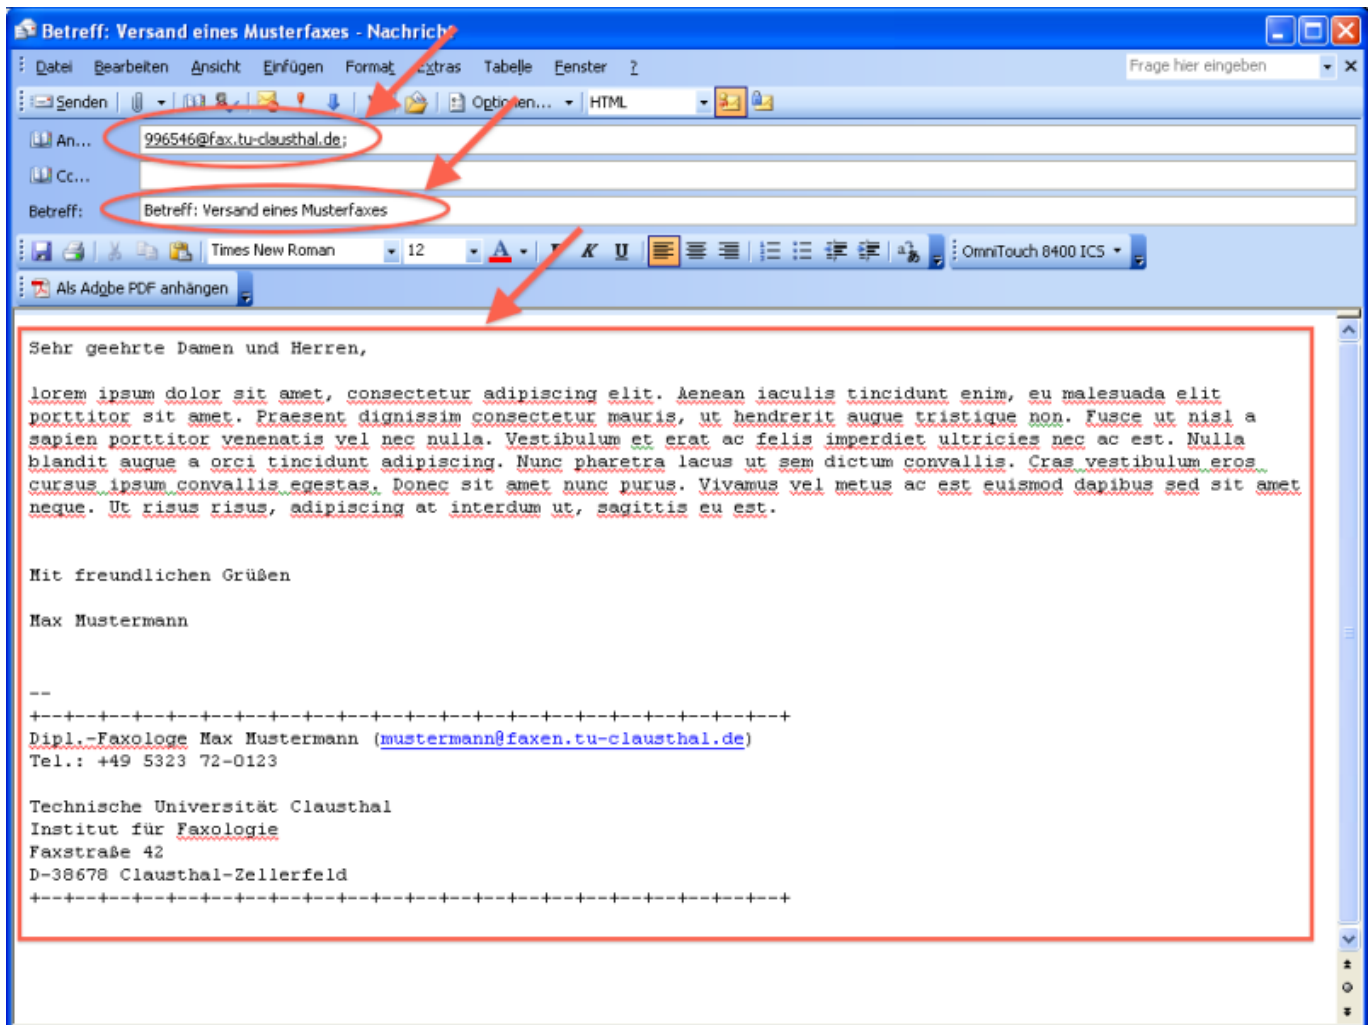 Betreff: Versand eines Musterfaxes - Nachricht
Datei Bearbeiten Ansicht Einfügen Format Extras Tabelle Fenster ? Frage hier eingeben
Senden Optionen... HTML
An... 996546@fax.tu-clausthal.de;
Cc...
Betreff: Betreff: Versand eines Musterfaxes
Times New Roman 12 A K U OmniTouch 8400 ICS
Als Adobe PDF anhängen
Sehr geehrte Damen und Herren,
lorem ipsum dolor sit amet, consectetur adipiscing elit. Aenean iaculis tincidunt enim, eu malesuada elit
porttitor sit amet. Praesent dignissim consectetur mauris, ut hendrerit augue tristique non. Fusce ut nisl a
sapien porttitor venenatis vel nec nulla. Vestibulum et erat ac felis imperdiet ultricies nec ac est. Nulla
blandit augue a orci tincidunt adipiscing. Nunc pharetra lacus ut sem dictum convallis. Cras vestibulum eros
cursus ipsum convallis egestas. Donec sit amet nunc purus. Vivamus vel metus ac est euismod dapibus sed sit amet
neque. Ut risus risus, adipiscing at interdum ut, sagittis eu est.
Mit freundlichen Grüßen
Max Mustermann
--
+--+--+--+--+--+--+--+--+--+--+--+--+--+--+--+--+--+--+--+--+--+--+
Dipl.-Faxologe Max Mustermann (mustermann@faxen.tu-clausthal.de)
Tel.: +49 5323 72-0123
Technische Universität Clausthal
Institut für Faxologie
Faxstraße 42
D-38678 Clausthal-Zellerfeld
+--+--+--+--+--+--+--+--+--+--+--+--+--+--+--+--+--+--+--+--+--+--+